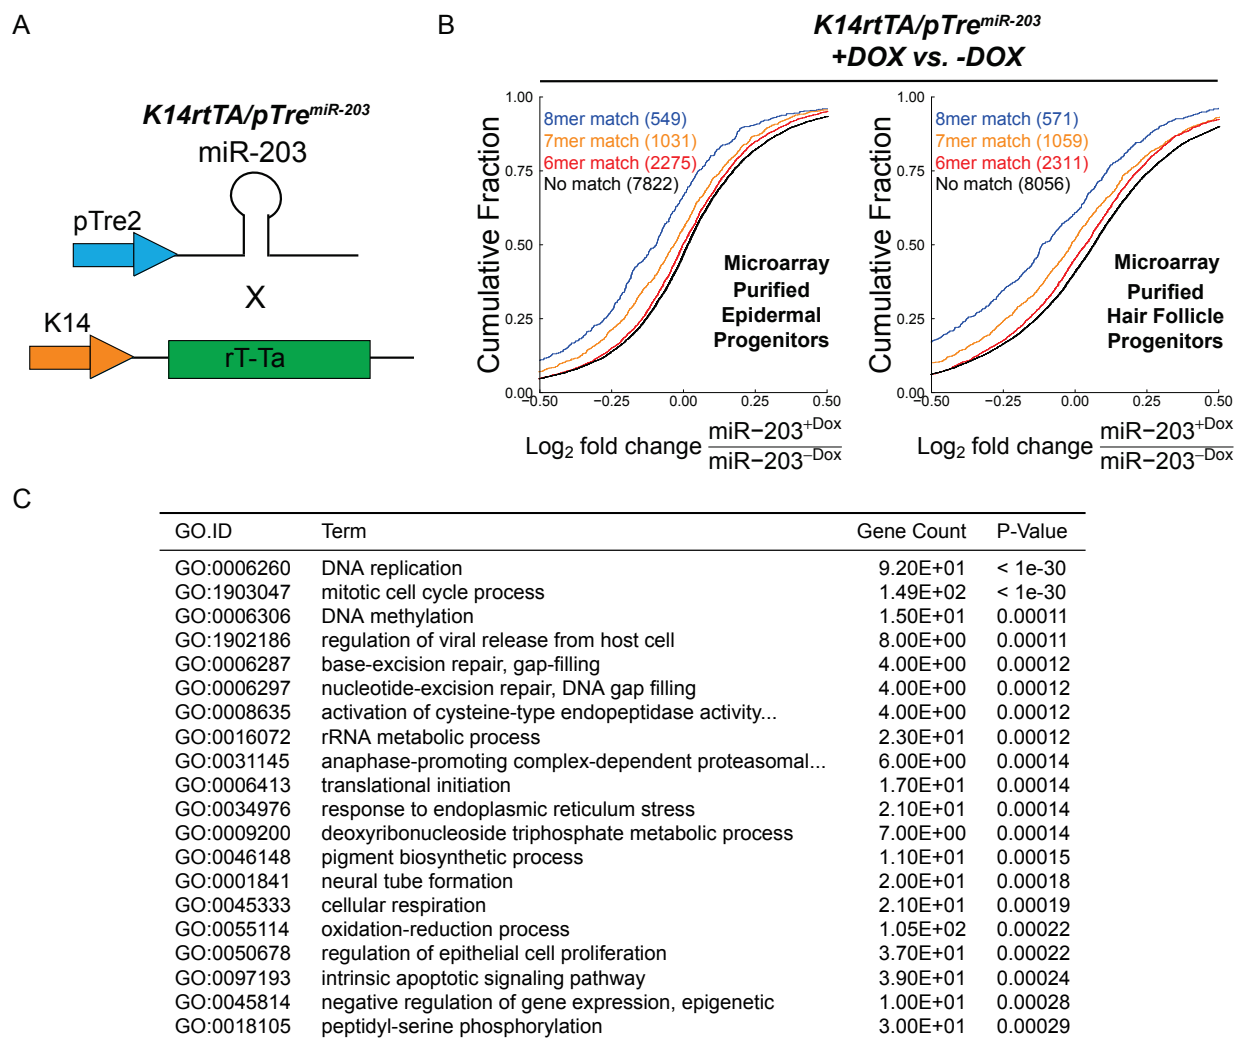 A
K14rtTA/pTre^miR-203
miR-203
pTre2
X
K14
rT-Ta
B
K14rtTA/pTre^miR-203
+DOX vs. -DOX
Cumulative Fraction
1.00
0.75
0.50
0.25
0.00
8mer match (549)
7mer match (1031)
6mer match (2275)
No match (7822)
Microarray
Purified
Epidermal
Progenitors
−0.50 −0.25 0.00 0.25 0.50
Log2 fold change miR−203+Dox
miR−203−Dox
Cumulative Fraction
1.00
0.75
0.50
0.25
0.00
8mer match (571)
7mer match (1059)
6mer match (2311)
No match (8056)
Microarray
Purified
Hair Follicle
Progenitors
−0.50 −0.25 0.00 0.25 0.50
Log2 fold change miR−203+Dox
miR−203−Dox
C
GO.ID Term Gene Count P-Value
GO:0006260 DNA replication 9.20E+01 < 1e-30
GO:1903047 mitotic cell cycle process 1.49E+02 < 1e-30
GO:0006306 DNA methylation 1.50E+01 0.00011
GO:1902186 regulation of viral release from host cell 8.00E+00 0.00011
GO:0006287 base-excision repair, gap-filling 4.00E+00 0.00012
GO:0006297 nucleotide-excision repair, DNA gap filling 4.00E+00 0.00012
GO:0008635 activation of cysteine-type endopeptidase activity... 4.00E+00 0.00012
GO:0016072 rRNA metabolic process 2.30E+01 0.00012
GO:0031145 anaphase-promoting complex-dependent proteasomal... 6.00E+00 0.00014
GO:0006413 translational initiation 1.70E+01 0.00014
GO:0034976 response to endoplasmic reticulum stress 2.10E+01 0.00014
GO:0009200 deoxyribonucleoside triphosphate metabolic process 7.00E+00 0.00014
GO:0046148 pigment biosynthetic process 1.10E+01 0.00015
GO:0001841 neural tube formation 2.00E+01 0.00018
GO:0045333 cellular respiration 2.10E+01 0.00019
GO:0055114 oxidation-reduction process 1.05E+02 0.00022
GO:0050678 regulation of epithelial cell proliferation 3.70E+01 0.00022
GO:0097193 intrinsic apoptotic signaling pathway 3.90E+01 0.00024
GO:0045814 negative regulation of gene expression, epigenetic 1.00E+01 0.00028
GO:0018105 peptidyl-serine phosphorylation 3.00E+01 0.00029